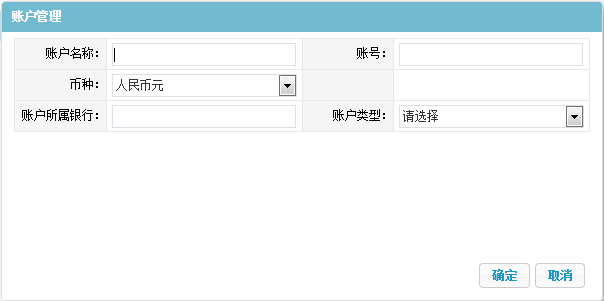 账户管理
账户名称： 账号：
币种： 人民币元
账户所属银行： 账户类型： 请选择
确定 取消